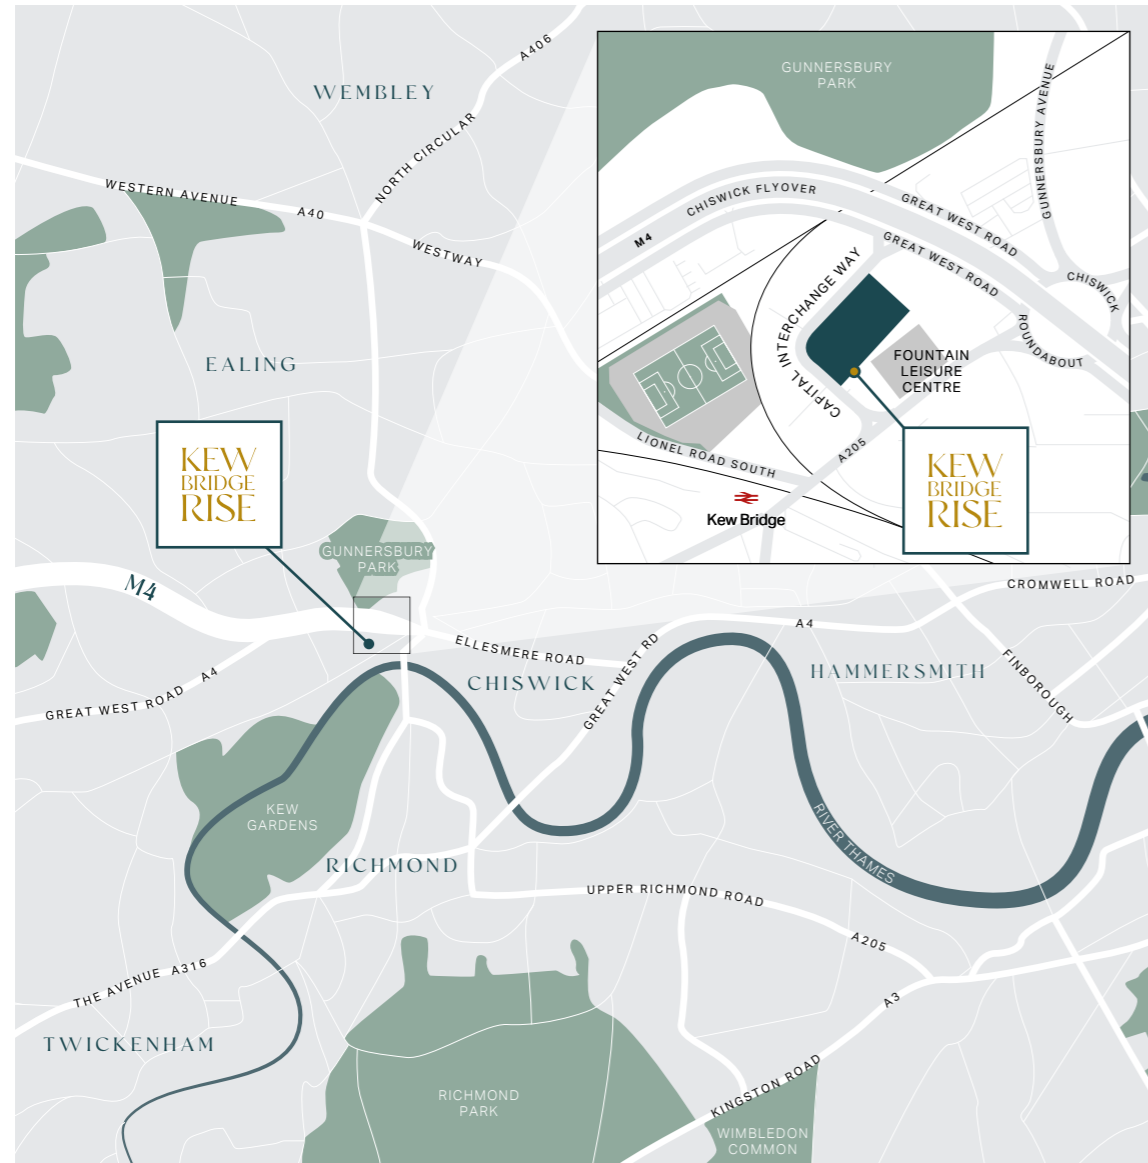 WEMBLEY
A406
NORTH CIRCULAR
WESTERN AVENUE
A40
WESTWAY
EALING
KEW
BRIDGE
RISE
GUNNERSBURY
PARK
M4
GREAT WEST ROAD
A4
ELLESMERE ROAD
CHISWICK
GREAT WEST RD
A4
HAMMERSMITH
CROMWELL ROAD
FINBOROUGH
KEW
GARDENS
RICHMOND
RIVER THAMES
UPPER RICHMOND ROAD
A205
A3
THE AVENUE
A316
TWICKENHAM
RICHMOND
PARK
KINGSTON ROAD
WIMBLEDON
COMMON
GUNNERSBURY
PARK
GUNNERSBURY AVENUE
CHISWICK FLYOVER
M4
GREAT WEST ROAD
GREAT WEST ROAD
CHISWICK
ROUNDABOUT
CAPITAL INTERCHANGE WAY
FOUNTAIN
LEISURE
CENTRE
LIONEL ROAD SOUTH
A205
Kew Bridge
KEW
BRIDGE
RISE